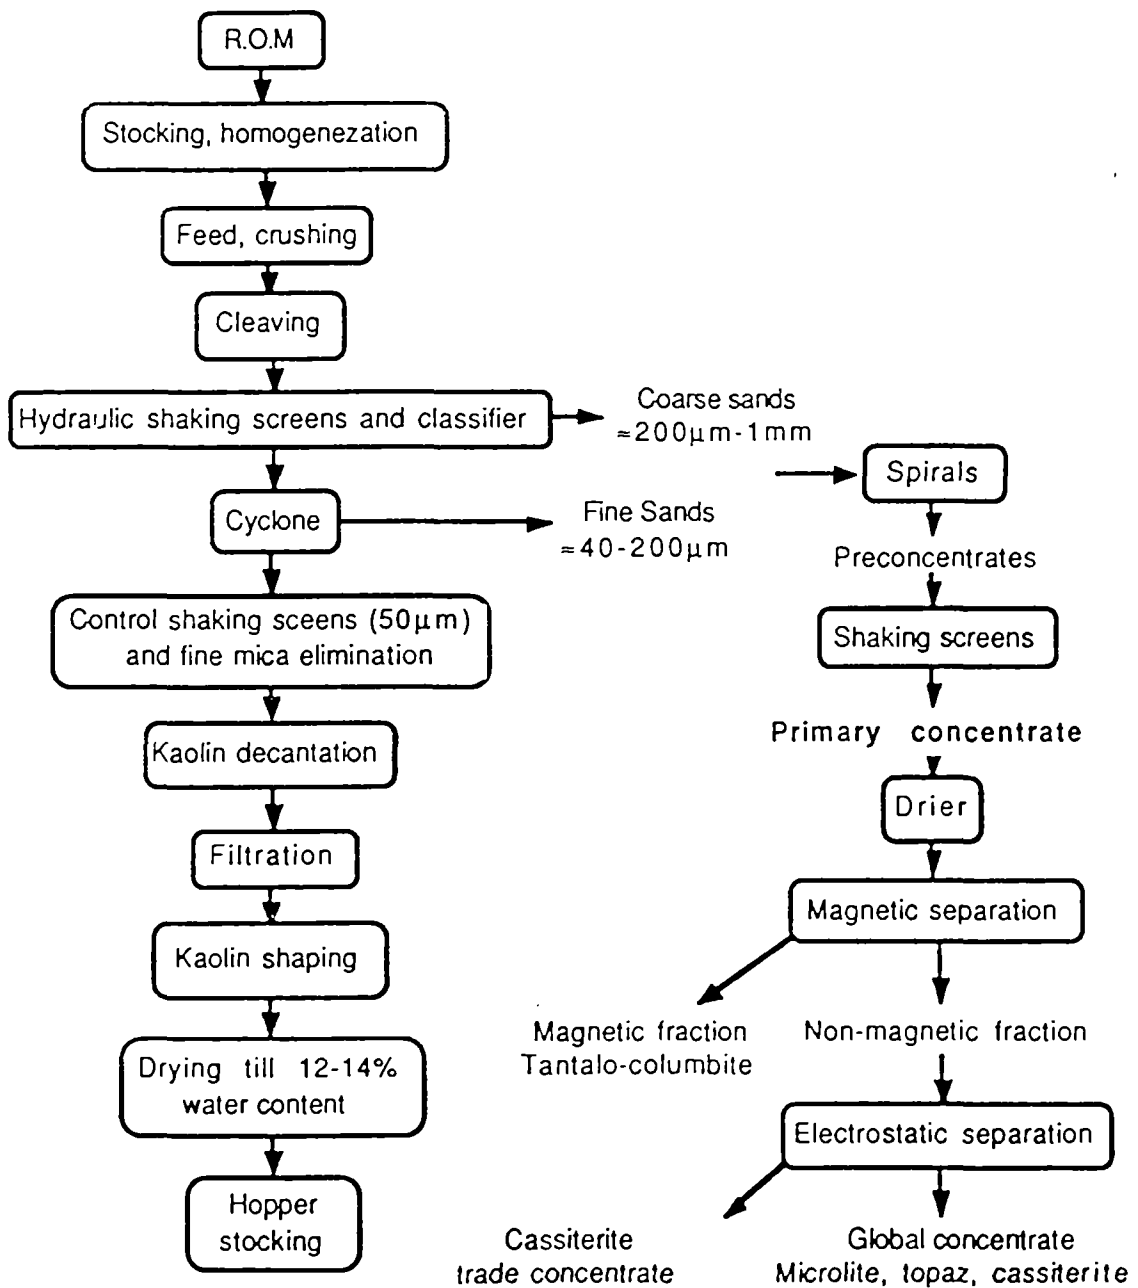 R.O.M
Stocking, homogenezation
Feed, crushing
Cleaving
Hydraulic shaking screens and classifier
Coarse sands
≈200µm-1mm
Cyclone
Fine Sands
≈40-200µm
Control shaking sceens (50µm)
and fine mica elimination
Kaolin decantation
Filtration
Kaolin shaping
Drying till 12-14%
water content
Hopper
stocking
Spirals
Preconcentrates
Shaking screens
Primary concentrate
Drier
Magnetic separation
Magnetic fraction
Tantalo-columbite
Non-magnetic fraction
Electrostatic separation
Cassiterite
trade concentrate
Global concentrate
Microlite, topaz, cassiterite